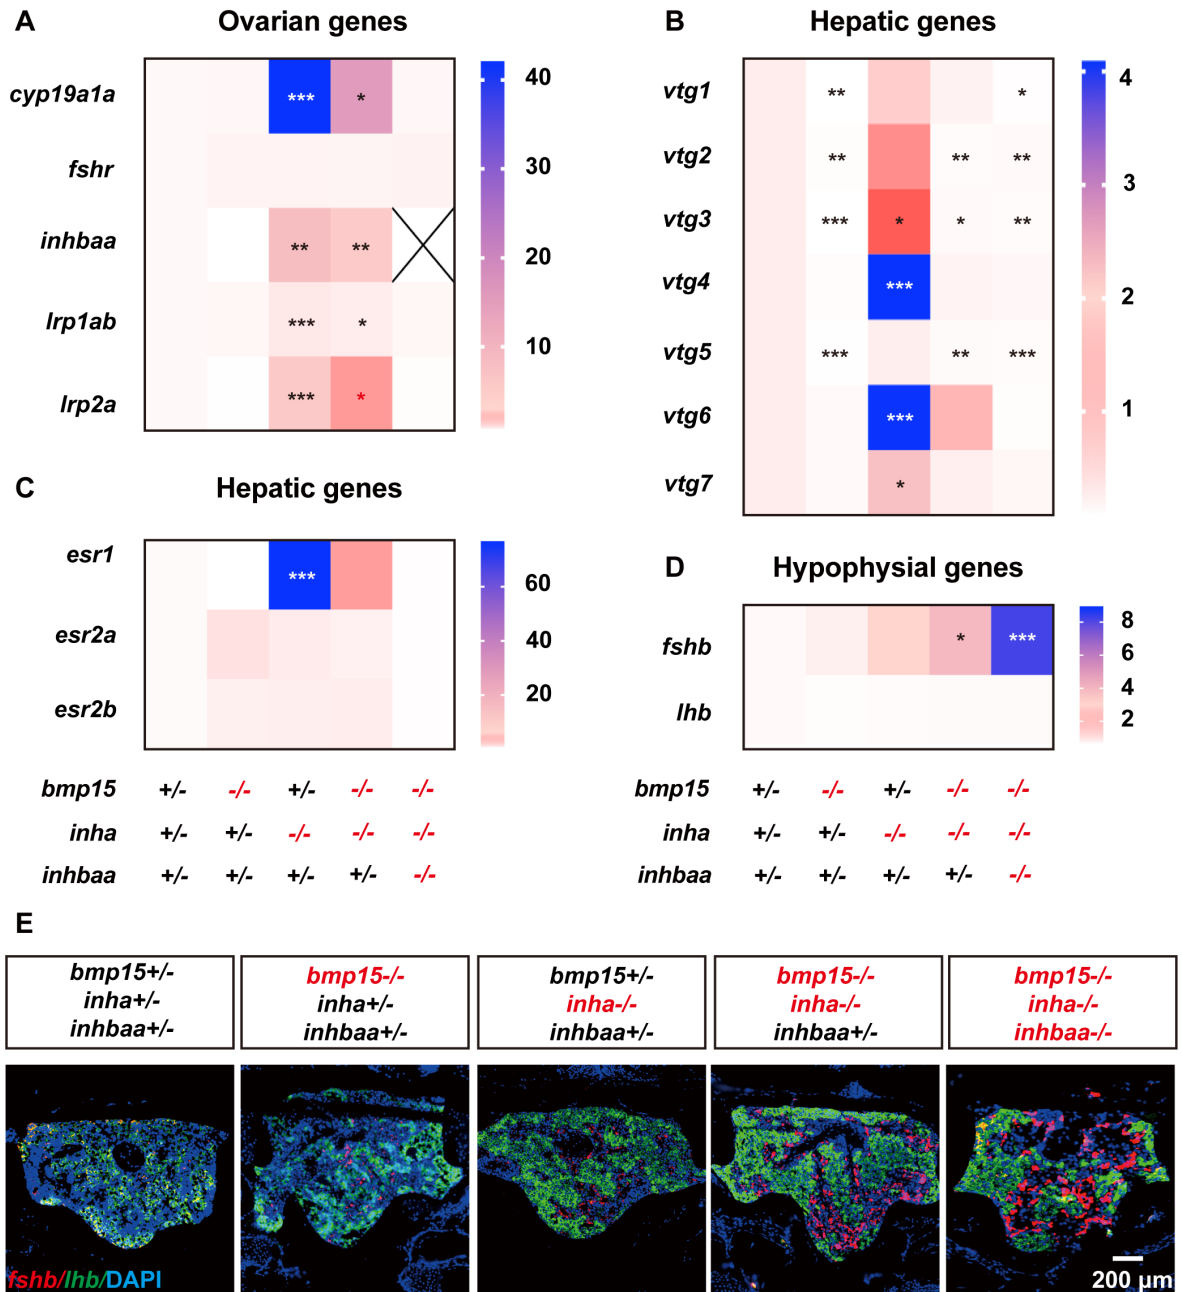 A
Ovarian genes
cyp19a1a
***
*
fshr
inhbaa
**
**
lrp1ab
***
*
lrp2a
***
*
40
30
20
10
B
Hepatic genes
vtg1
**
*
vtg2
**
**
**
vtg3
***
*
*
**
vtg4
***
vtg5
***
**
***
vtg6
***
vtg7
*
4
3
2
1
C
Hepatic genes
esr1
***
esr2a
esr2b
60
40
20
bmp15 +/- -/- +/- -/- -/-
inha +/- +/- -/- -/- -/-
inhbaa +/- +/- +/- +/- -/-
D
Hypophysial genes
fshb
*
***
lhb
8
6
4
2
bmp15 +/- -/- +/- -/- -/-
inha +/- +/- -/- -/- -/-
inhbaa +/- +/- +/- +/- -/-
E
bmp15+/-
inha+/-
inhbaa+/-
bmp15-/-
inha+/-
inhbaa+/-
bmp15+/-
inha-/-
inhbaa+/-
bmp15-/-
inha-/-
inhbaa+/-
bmp15-/-
inha-/-
inhbaa-/-
fshb/lhb/DAPI
200 µm